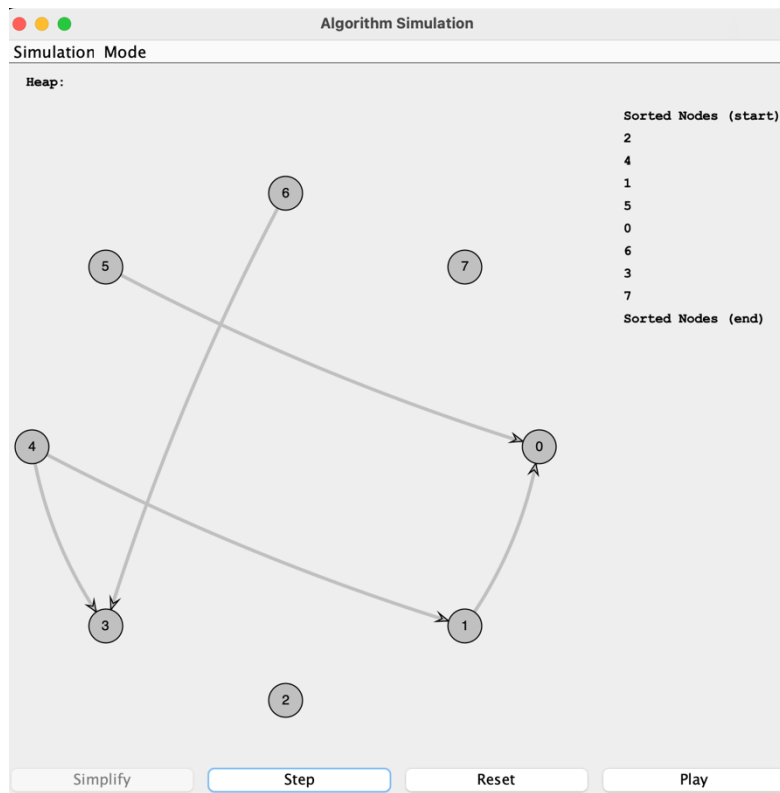 Algorithm Simulation
Simulation Mode
Heap:
Sorted Nodes (start)
2
4
1
5
0
6
3
7
Sorted Nodes (end)
6
5
7
4
0
3
1
2
Simplify
Step
Reset
Play